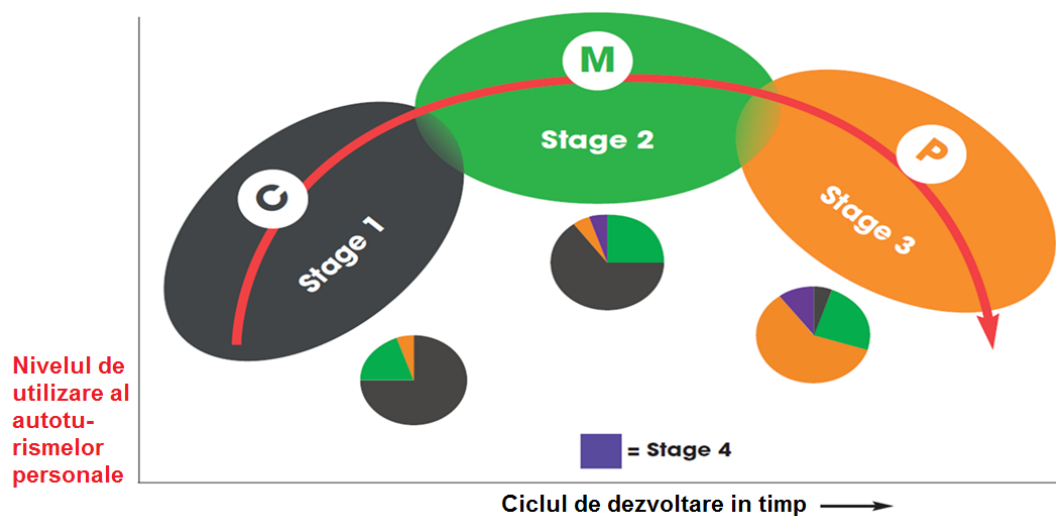 M
Stage 2
C
Stage 1
P
Stage 3
Nivelul de
utilizare al
autotu-
rismelor
personale
= Stage 4
Ciclul de dezvoltare in timp